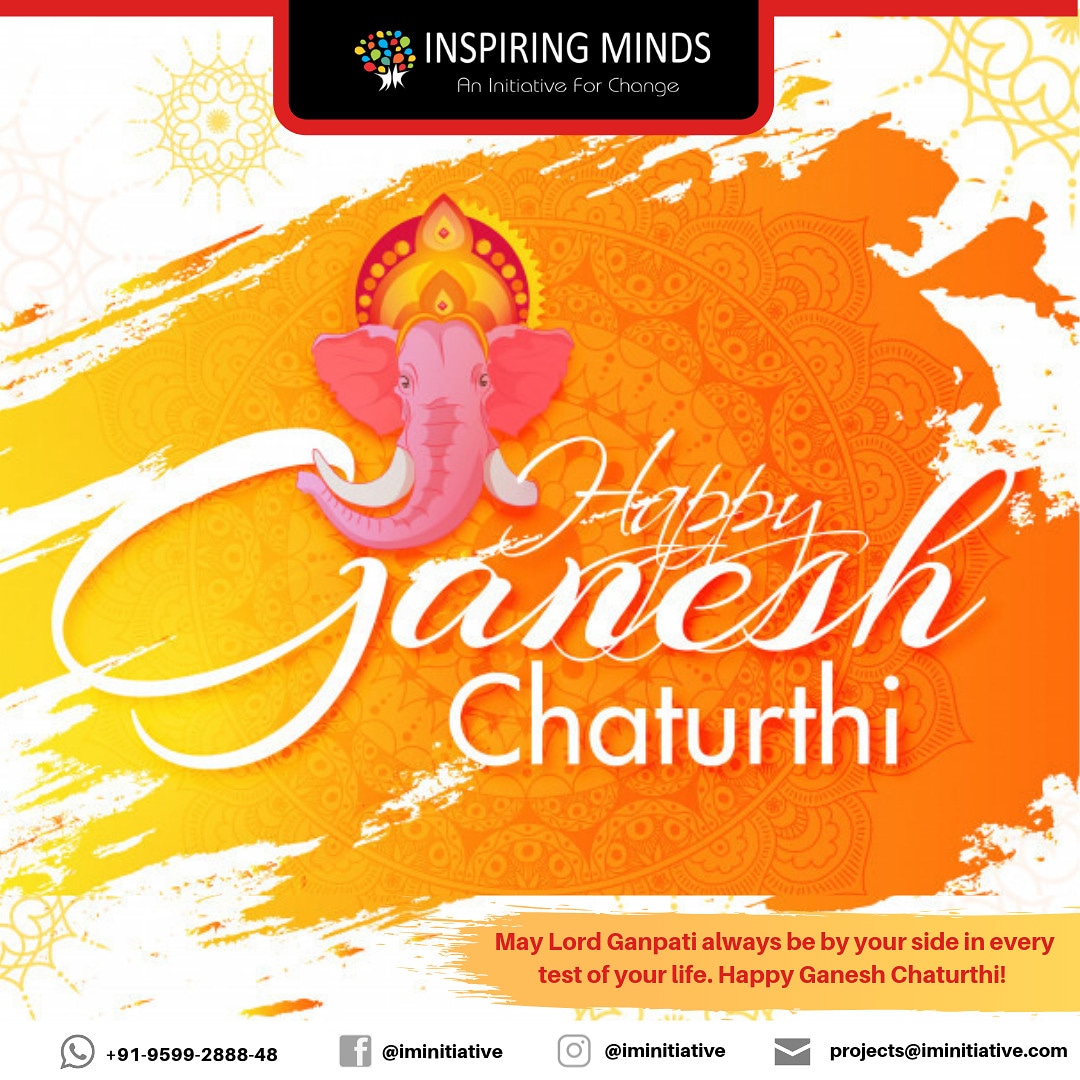 INSPIRING MINDS
An Initiative For Change
Happy
Ganesh
Chaturthi
May Lord Ganpati always be by your side in every
test of your life. Happy Ganesh Chaturthi!
+91-9599-2888-48 @iminitiative @iminitiative projects@iminitiative.com